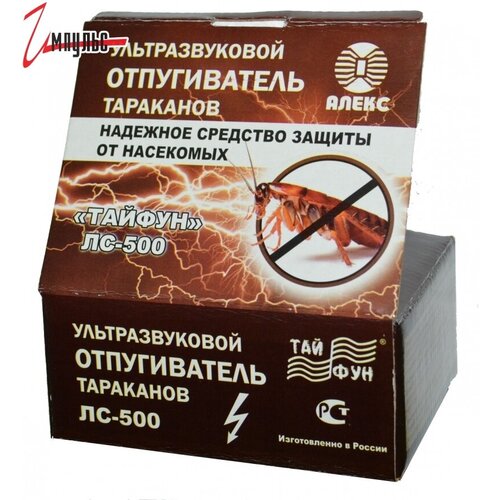 Импульс
УЛЬТРАЗВУКОВОЙ
ОТПУГИВАТЕЛЬ
ТАРАКАНОВ
АЛЕКС
НАДЕЖНОЕ СРЕДСТВО ЗАЩИТЫ
ОТ НАСЕКОМЫХ
«ТАЙФУН»
ЛС-500
УЛЬТРАЗВУКОВОЙ
ОТПУГИВАТЕЛЬ
ТАРАКАНОВ
ЛС-500
ТАЙ ®
ФУН
РСТ
Изготовленно в России